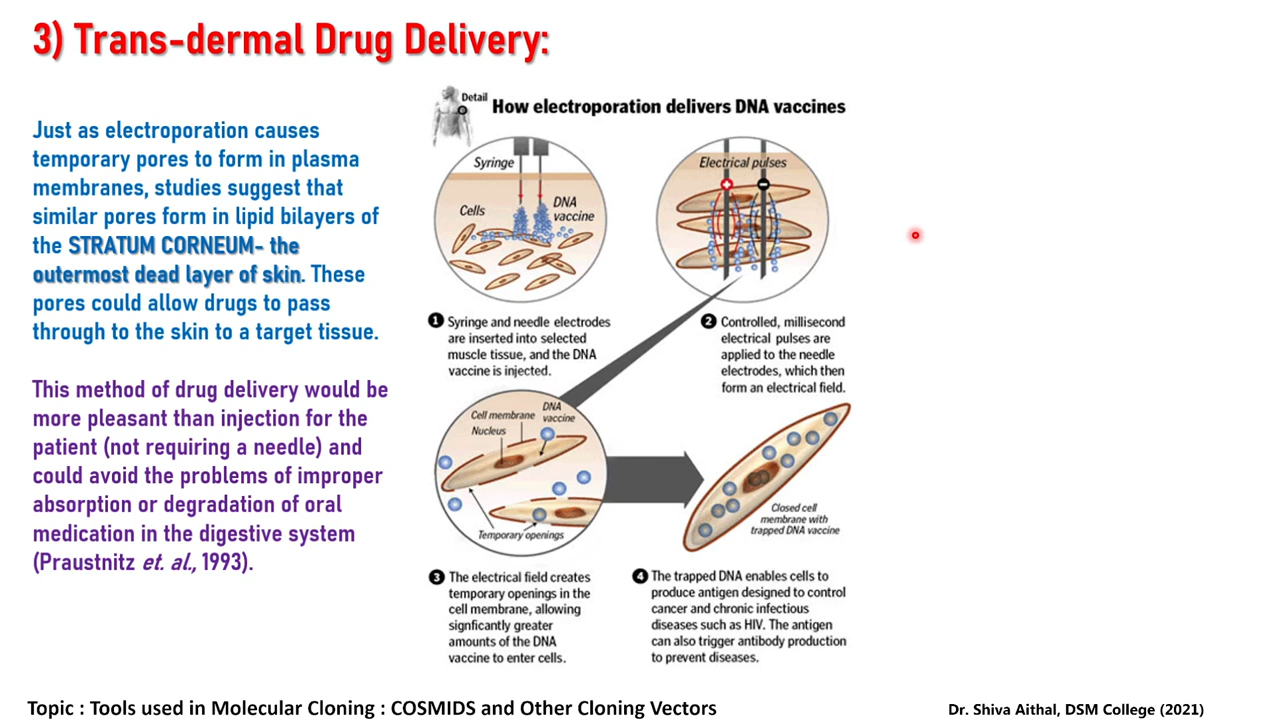 3) Trans-dermal Drug Delivery:
Just as electroporation causes
temporary pores to form in plasma
membranes, studies suggest that
similar pores form in lipid bilayers of
the STRATUM CORNEUM- the
outermost dead layer of skin. These
pores could allow drugs to pass
through to the skin to a target tissue.
This method of drug delivery would be
more pleasant than injection for the
patient (not requiring a needle) and
could avoid the problems of improper
absorption or degradation of oral
medication in the digestive system
(Praustnitz et. al., 1993).
Detail
How electroporation delivers DNA vaccines
Syringe
Cells
DNA
vaccine
Electrical pulses
1 Syringe and needle electrodes
are inserted into selected
muscle tissue, and the DNA
vaccine is injected.
2 Controlled, millisecond
electrical pulses are
applied to the needle
electrodes, which then
form an electrical field.
Cell membrane
Nucleus
DNA
vaccine
Temporary openings
Closed cell
membrane with
trapped DNA vaccine
3 The electrical field creates
temporary openings in the
cell membrane, allowing
signficantly greater
amounts of the DNA
vaccine to enter cells.
4 The trapped DNA enables cells to
produce antigen designed to control
cancer and chronic infectious
diseases such as HIV. The antigen
can also trigger antibody production
to prevent diseases.
Topic : Tools used in Molecular Cloning : COSMIDS and Other Cloning Vectors
Dr. Shiva Aithal, DSM College (2021)